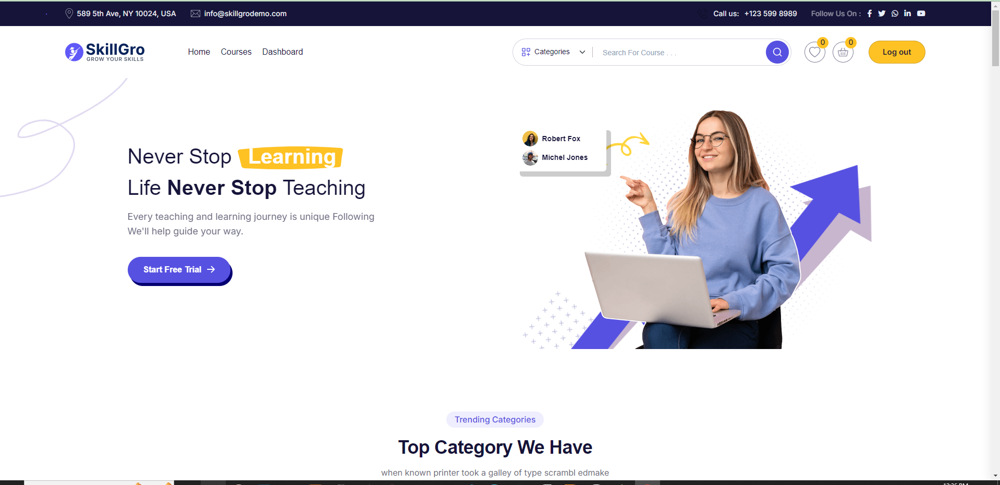 589 5th Ave, NY 10024, USA
info@skillgrodemo.com
Call us: +123 599 8989
Follow Us On :
SkillGro
GROW YOUR SKILLS
Home
Courses
Dashboard
Categories
Search For Course . . .
0
0
Log out
Never Stop Learning
Life Never Stop Teaching
Every teaching and learning journey is unique Following
We'll help guide your way.
Start Free Trial
Robert Fox
Michel Jones
Trending Categories
Top Category We Have
when known printer took a galley of type scrambl edmake